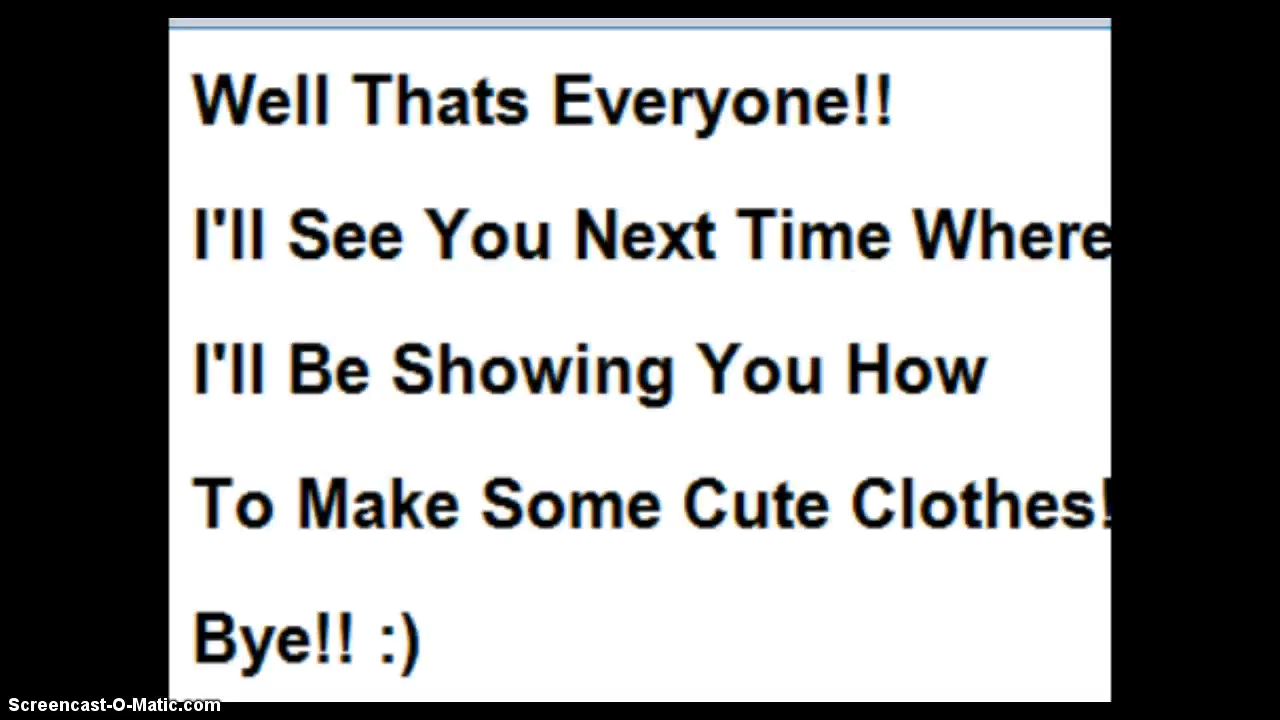 Well Thats Everyone!!
I'll See You Next Time Where
I'll Be Showing You How
To Make Some Cute Clothes!
Bye!! :)
Screencast-O-Matic.com